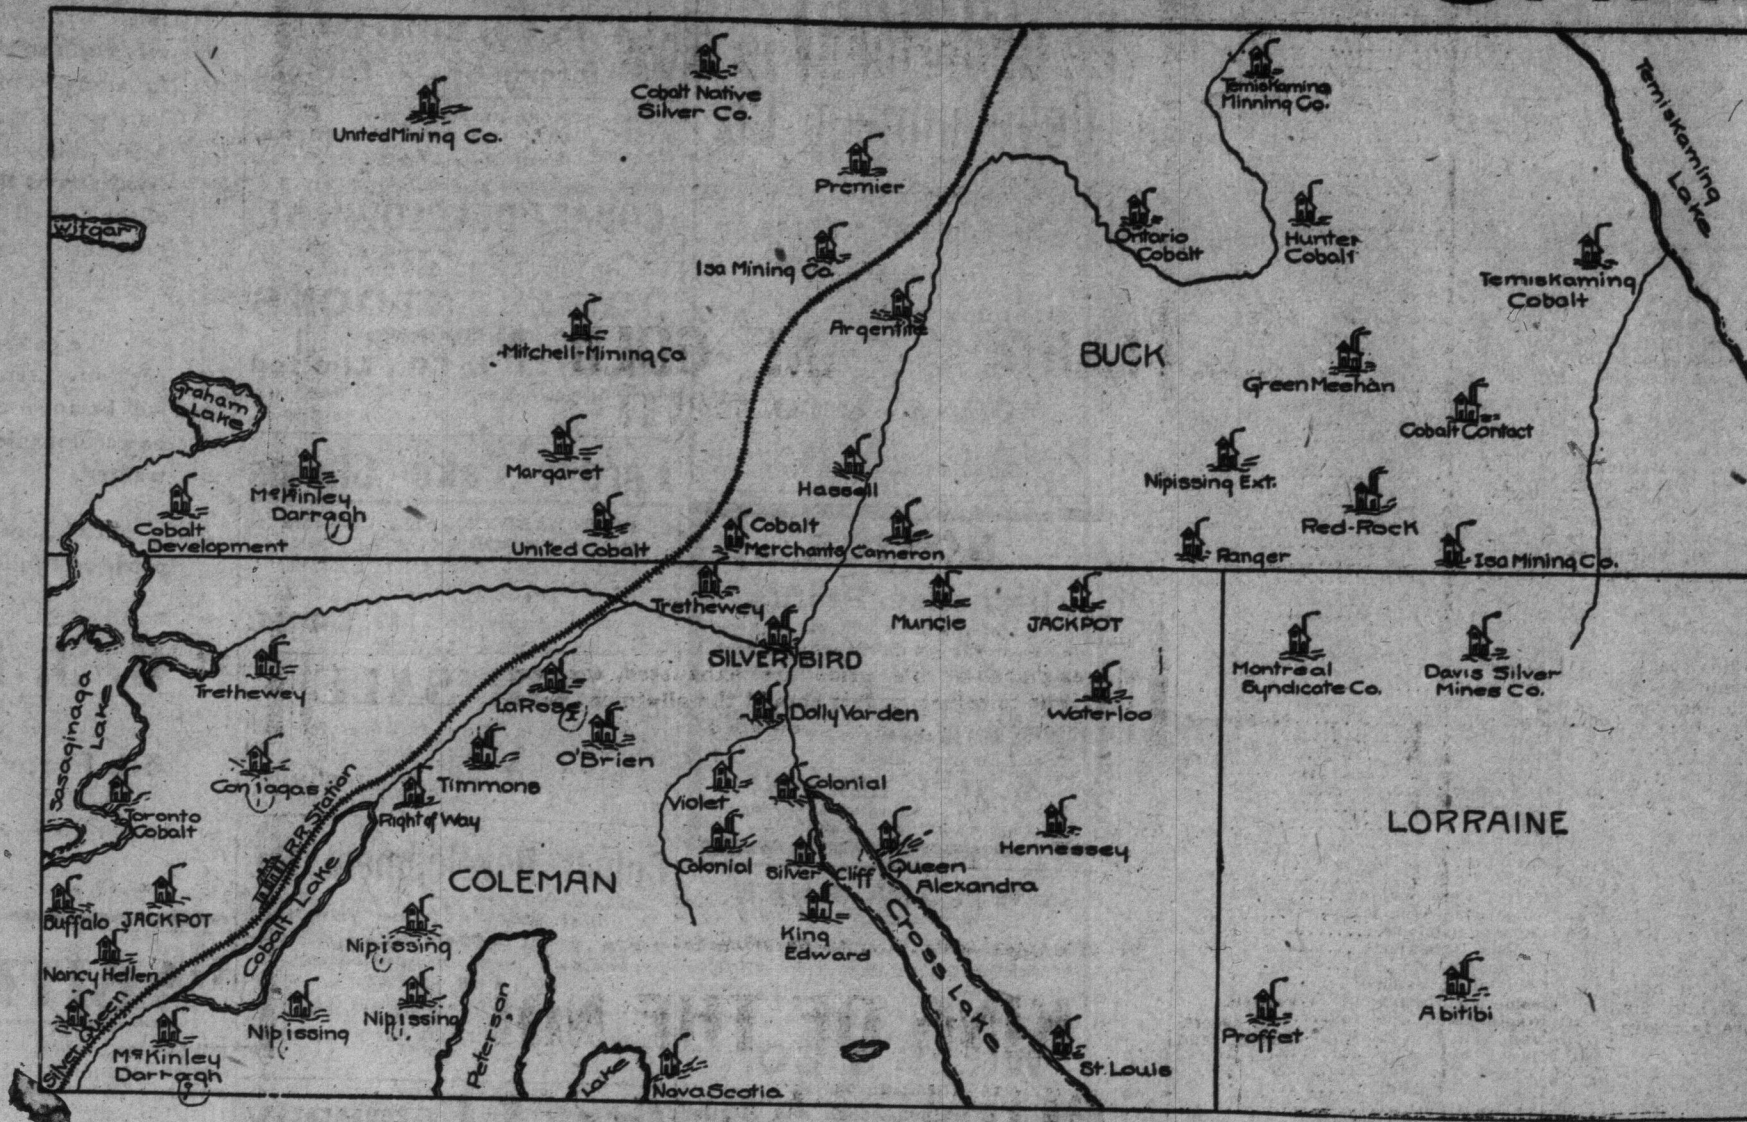 Cobalt Native
Silver Co.
United Mining Co.
Temiskaming
Minning Co.
Temiskaming
Lake
Premier
Witgar
Ontario
Cobalt
Hunter
Cobalt
Isa Mining Co.
Temiskaming
Cobalt
Argentite
Mitchell-Mining Co
BUCK
Green Meehan
Graham
Lake
Cobalt Contact
Margaret
Hassell
Nipissing Ext.
McKinley
Darragh
Cobalt
Development
United Cobalt
Cobalt
Merchants
Cameron
Red-Rock
Ranger
Isa Mining Co.
Trethewey
Muncie
JACKPOT
SILVER BIRD
Montreal
Syndicate Co.
Davis Silver
Mines Co.
Trethewey
LaRose
Dolly Varden
Waterloo
Sasaginaga
Lake
O'Brien
Coniagas
Timmons
Violet
Colonial
Toronto
Cobalt
RR Station
Right of Way
LORRAINE
Hennessey
Colonial
Silver Cliff
Queen
Alexandra
COLEMAN
Cobalt Lake
Buffalo
JACKPOT
Nipissing
King
Edward
Cross Lake
Nancy Hellen
Silver Queen
Nipissing
Nipissing
Peterson
Lake
McKinley
Darragh
Nova Scotia
St. Louis
Proffet
Abitibi